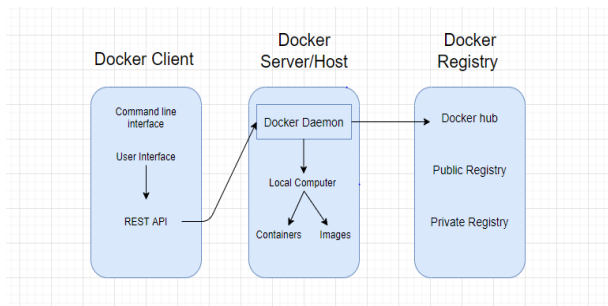 Docker Client
Command line
interface
User Interface
REST API
Docker
Server/Host
Docker Daemon
Local Computer
Containers
Images
Docker
Registry
Docker hub
Public Registry
Private Registry